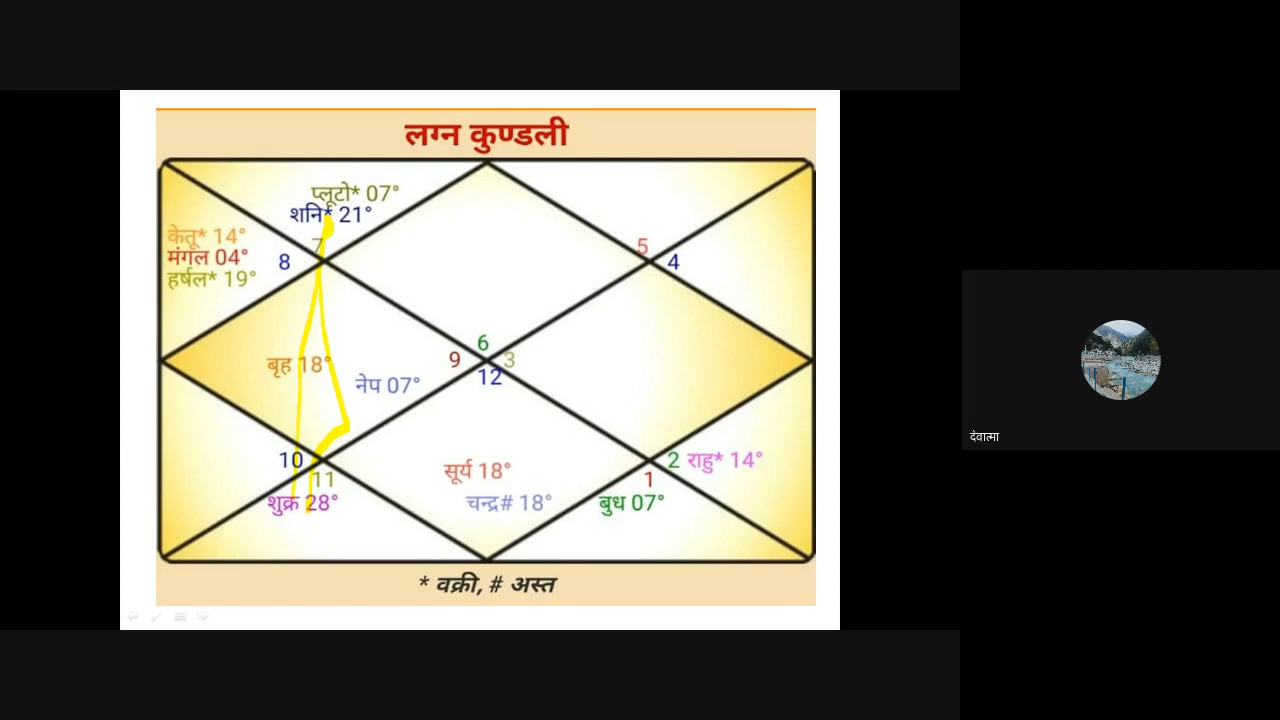 लग्न कुण्डली
प्लूटो* 07°
शनि* 21°
केतू* 14°
मंगल 04°
हर्षल* 19°
7
8
5
4
6
9
3
12
बृह 18°
नेप 07°
10
11
शुक्र 28°
सूर्य 18°
चन्द्र# 18°
1
बुध 07°
2 राहु* 14°
* वक्री, # अस्त
देवात्मा